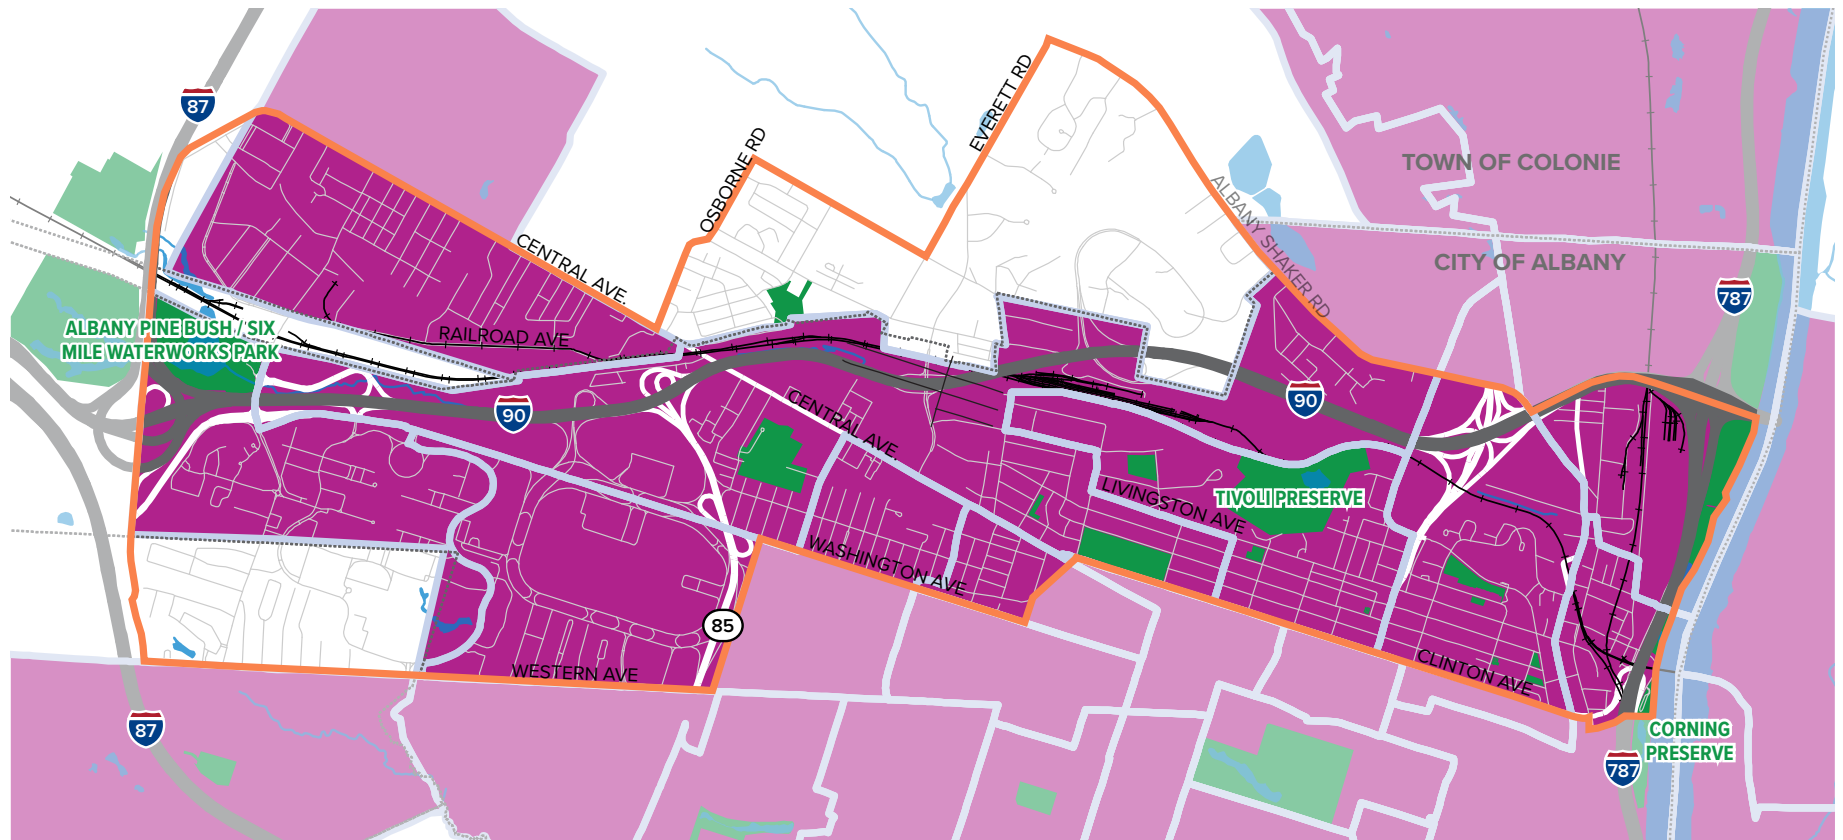 87
EVERETT RD
OSBORNE RD
TOWN OF COLONIE
ALBANY SHAKER RD
CENTRAL AVE.
CITY OF ALBANY
787
ALBANY PINE BUSH / SIX
MILE WATERWORKS PARK
RAILROAD AVE
90
90
CENTRAL AVE.
LIVINGSTON AVE
TIVOLI PRESERVE
WASHINGTON AVE
85
WESTERN AVE
CLINTON AVE
87
CORNING
PRESERVE
787